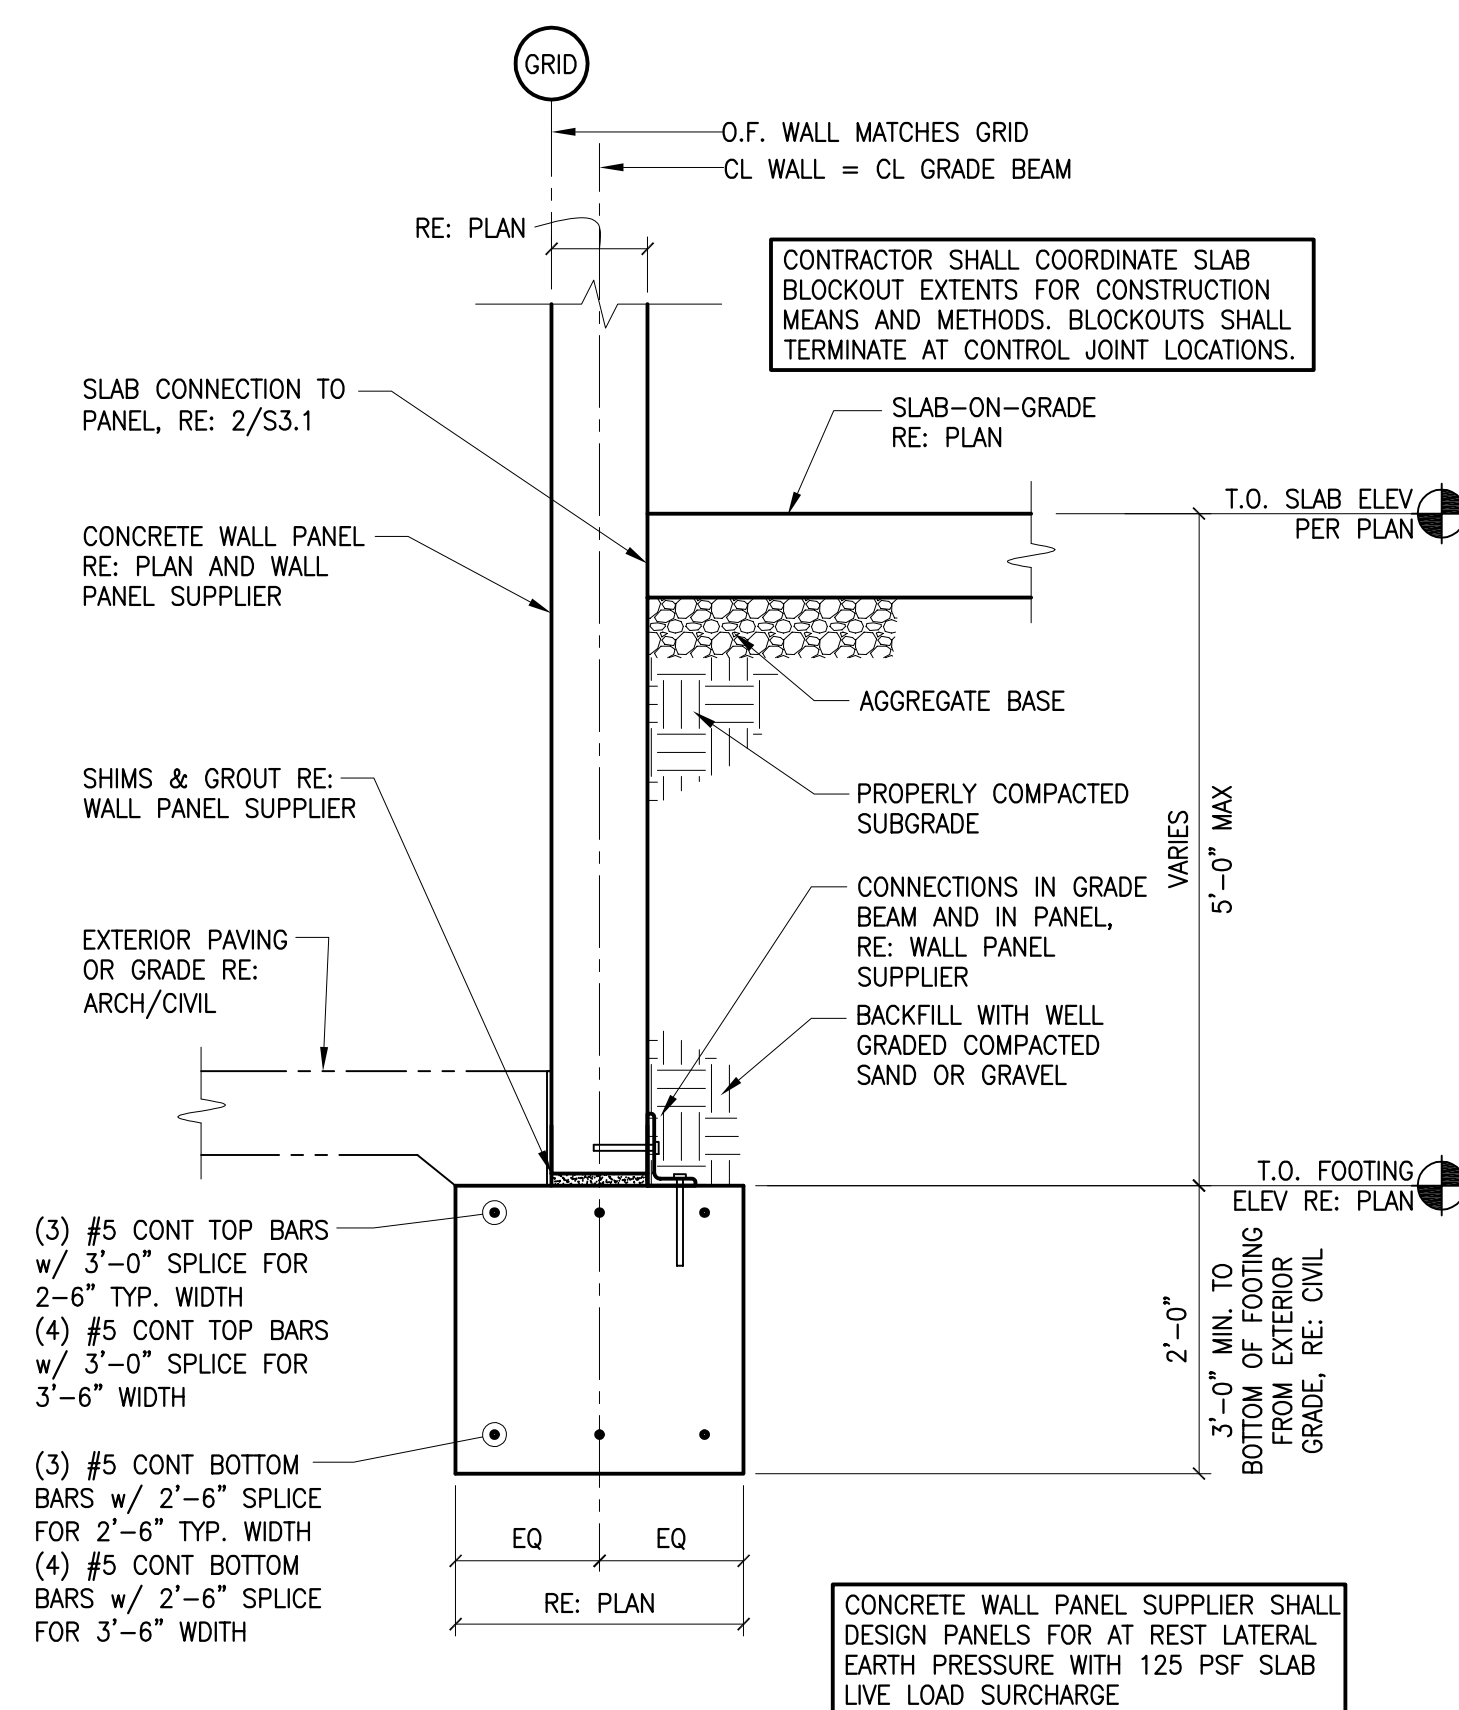 GRID
O.F. WALL MATCHES GRID
CL WALL = CL GRADE BEAM
RE: PLAN
CONTRACTOR SHALL COORDINATE SLAB
BLOCKOUT EXTENTS FOR CONSTRUCTION
MEANS AND METHODS. BLOCKOUTS SHALL
TERMINATE AT CONTROL JOINT LOCATIONS.
SLAB CONNECTION TO
PANEL, RE: 2/S3.1
SLAB-ON-GRADE
RE: PLAN
T.O. SLAB ELEV
PER PLAN
CONCRETE WALL PANEL
RE: PLAN AND WALL
PANEL SUPPLIER
AGGREGATE BASE
SHIMS & GROUT RE:
WALL PANEL SUPPLIER
PROPERLY COMPACTED
SUBGRADE
VARIES
5'-0" MAX
CONNECTIONS IN GRADE
BEAM AND IN PANEL,
RE: WALL PANEL
SUPPLIER
EXTERIOR PAVING
OR GRADE RE:
ARCH/CIVIL
BACKFILL WITH WELL
GRADED COMPACTED
SAND OR GRAVEL
T.O. FOOTING
ELEV RE: PLAN
(3) #5 CONT TOP BARS
w/ 3'-0" SPLICE FOR
2-6" TYP. WIDTH
(4) #5 CONT TOP BARS
w/ 3'-0" SPLICE FOR
3'-6" WIDTH
2'-0"
3'-0" MIN. TO
BOTTOM OF FOOTING
FROM EXTERIOR
GRADE, RE: CIVIL
(3) #5 CONT BOTTOM
BARS w/ 2'-6" SPLICE
FOR 2'-6" TYP. WIDTH
(4) #5 CONT BOTTOM
BARS w/ 2'-6" SPLICE
FOR 3'-6" WDITH
EQ
EQ
RE: PLAN
CONCRETE WALL PANEL SUPPLIER SHALL
DESIGN PANELS FOR AT REST LATERAL
EARTH PRESSURE WITH 125 PSF SLAB
LIVE LOAD SURCHARGE